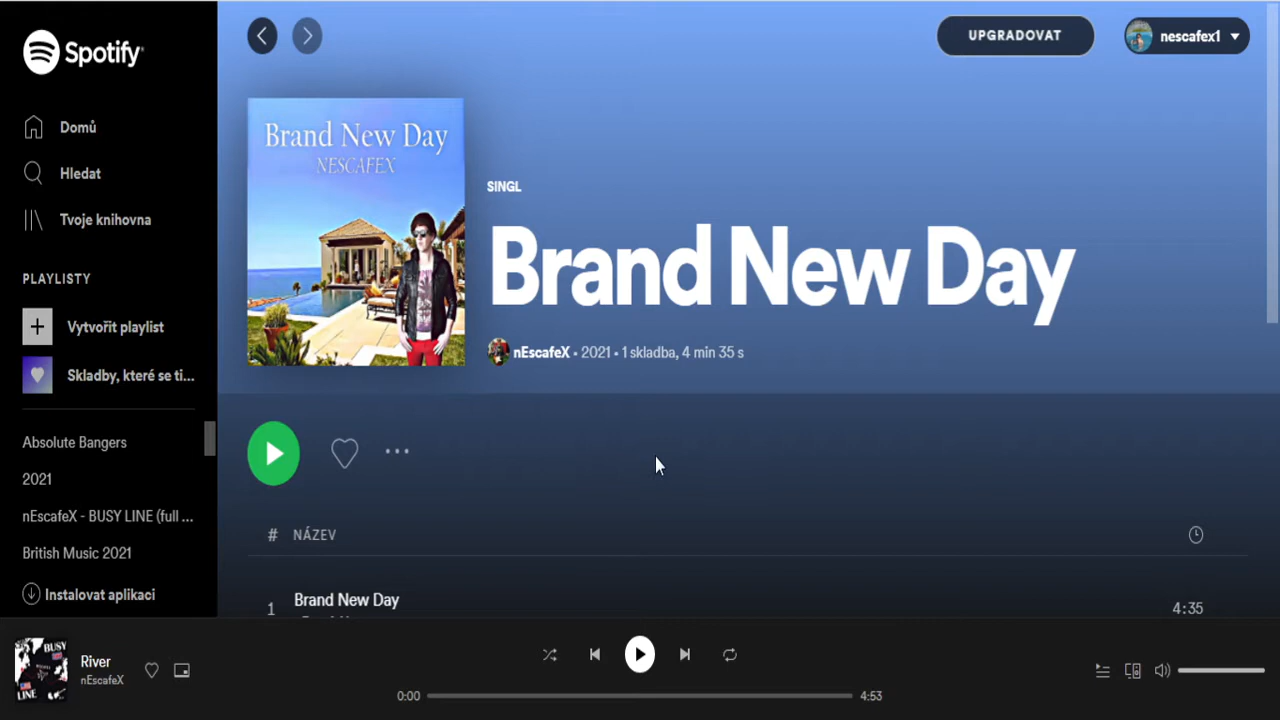 Spotify
Domů
Hledat
Tvoje knihovna
PLAYLISTY
Vytvořit playlist
Skladby, které se ti...
Absolute Bangers
2021
nEscafeX - BUSY LINE (full ...
British Music 2021
Instalovat aplikaci
UPGRADOVAT
nescafex1
Brand New Day
NESCAFEX
SINGL
Brand New Day
nEscafeX • 2021 • 1 skladba, 4 min 35 s
# NÁZEV
1 Brand New Day 4:35
BUSY
LINE
River
nEscafeX
0:00 4:53